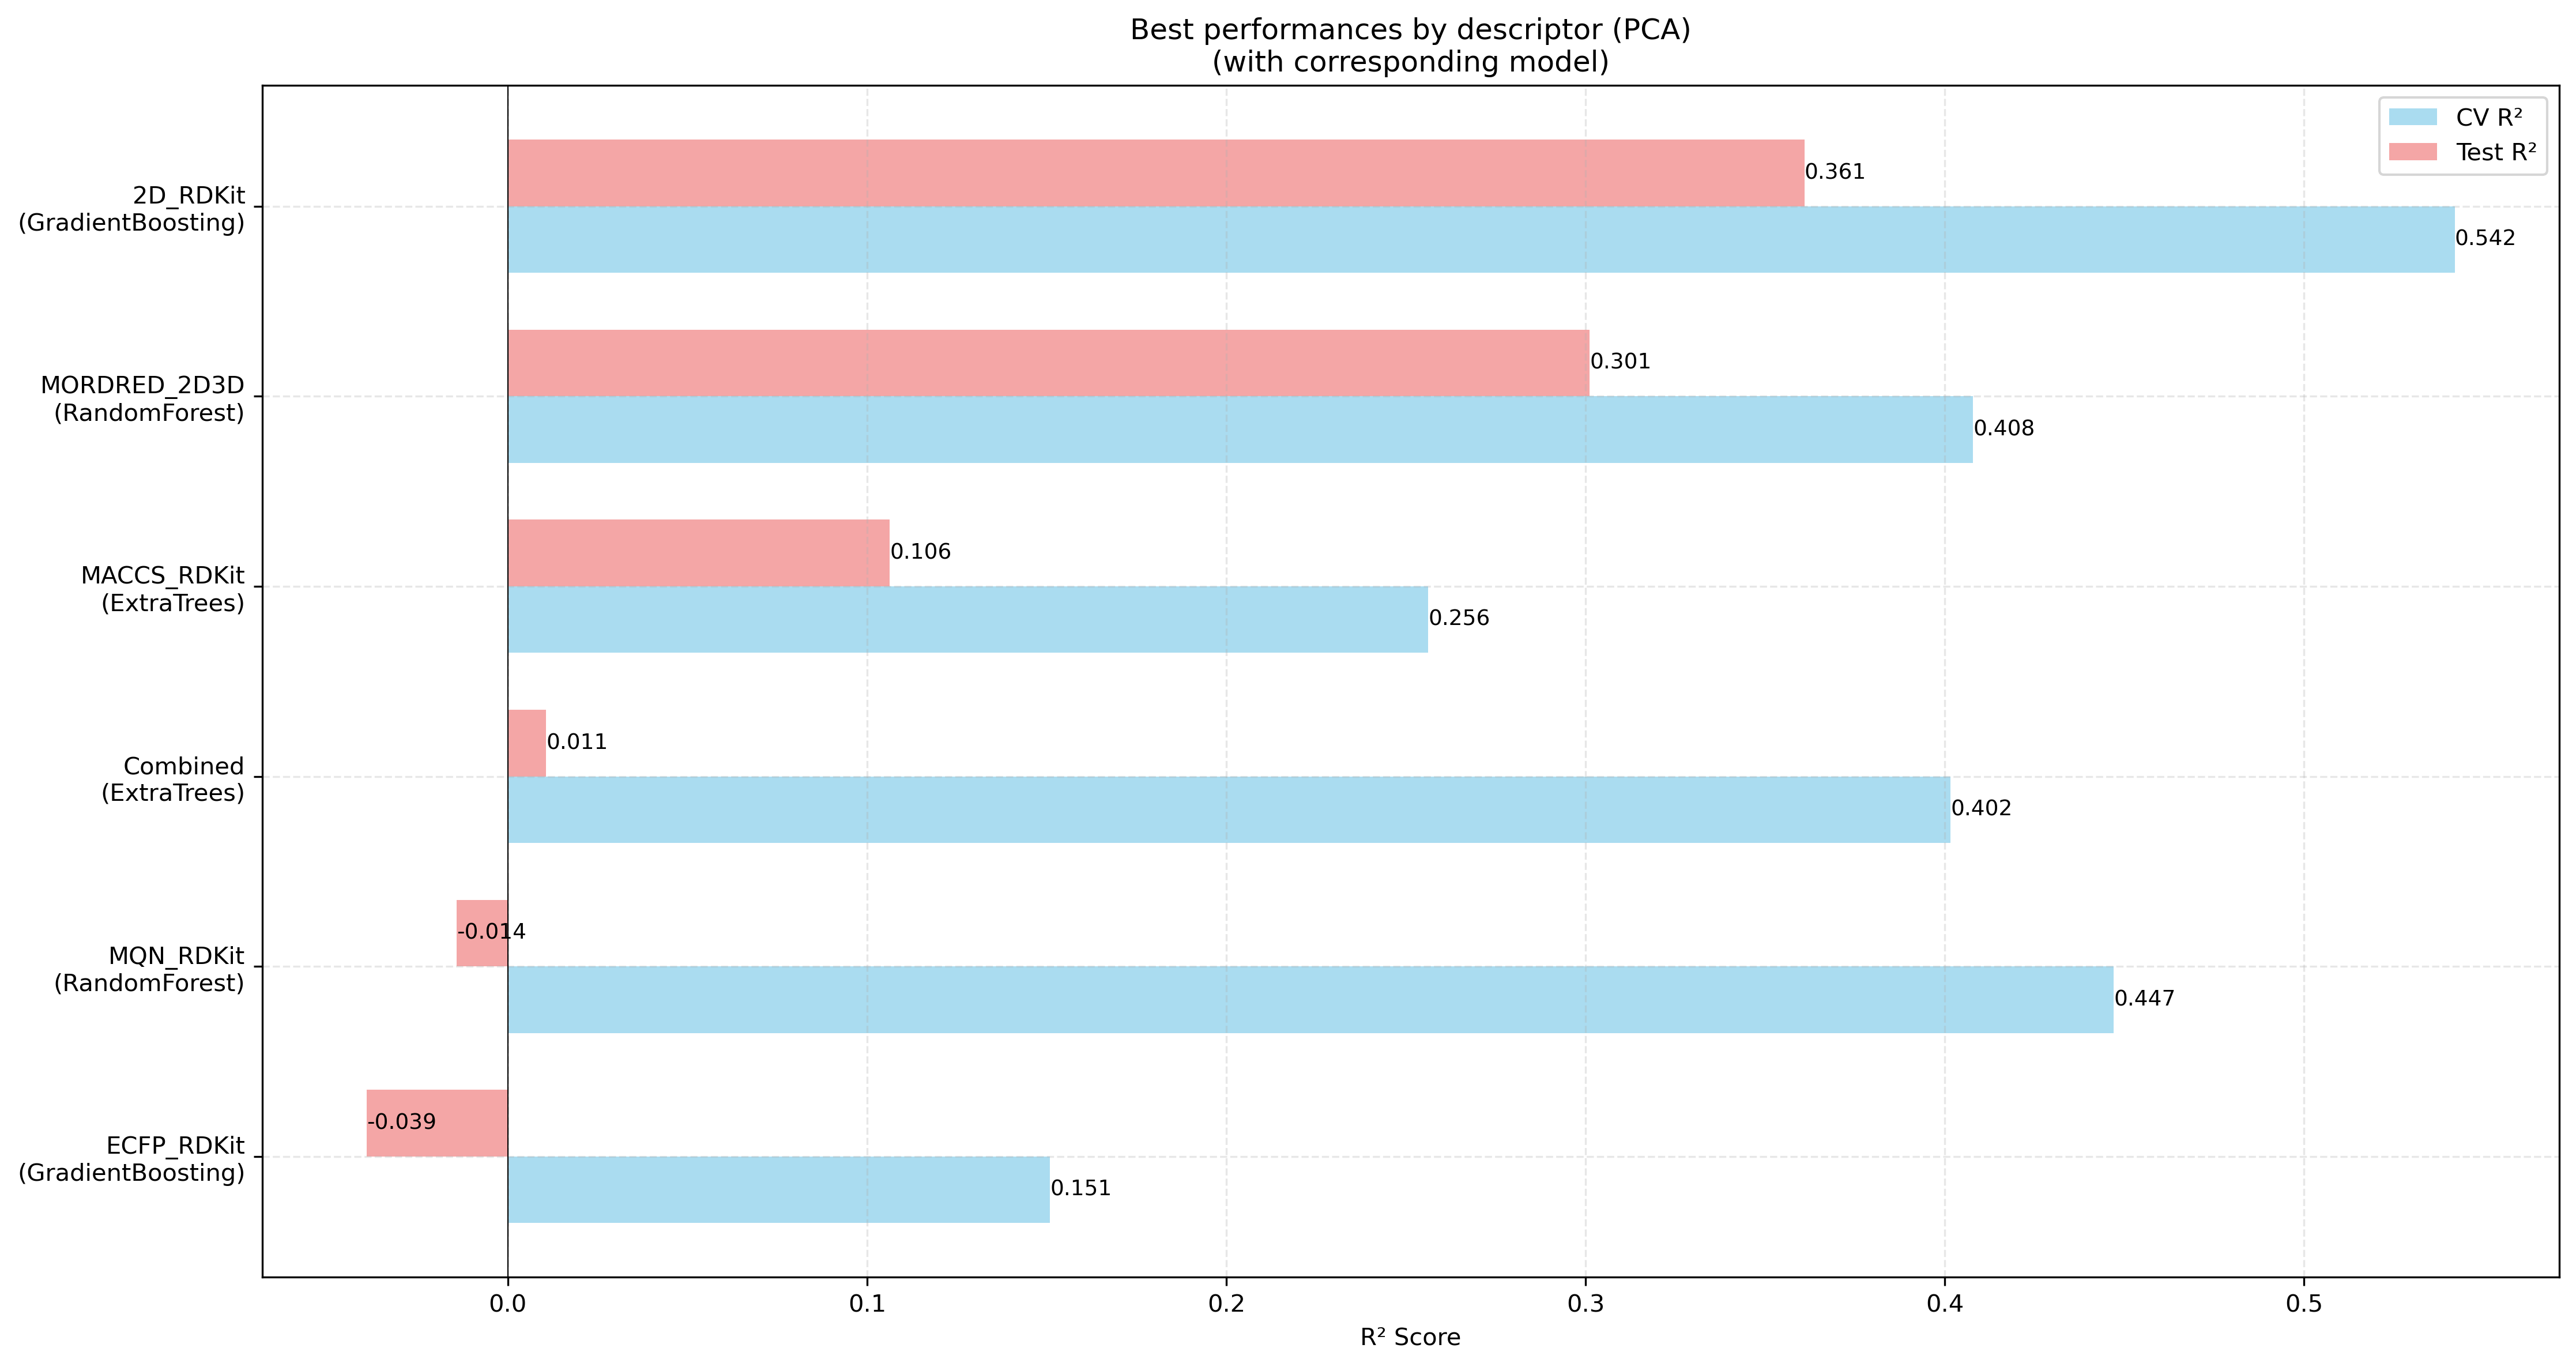 Best performances by descriptor (PCA)
(with corresponding model)
CV R²
Test R²
2D_RDKit
(GradientBoosting)
0.361
0.542
MORDRED_2D3D
(RandomForest)
0.301
0.408
MACCS_RDKit
(ExtraTrees)
0.106
0.256
Combined
(ExtraTrees)
0.011
0.402
MQN_RDKit
(RandomForest)
-0.014
0.447
ECFP_RDKit
(GradientBoosting)
-0.039
0.151
0.0 0.1 0.2 0.3 0.4 0.5
R² Score